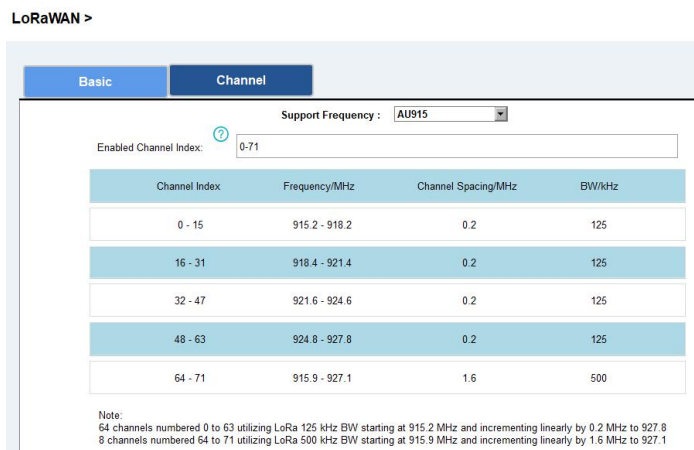 LoRaWAN >
Basic Channel
Support Frequency : AU915
Enabled Channel Index: ? 0-71
Channel Index Frequency/MHz Channel Spacing/MHz BW/kHz
0 - 15 915.2 - 918.2 0.2 125
16 - 31 918.4 - 921.4 0.2 125
32 - 47 921.6 - 924.6 0.2 125
48 - 63 924.8 - 927.8 0.2 125
64 - 71 915.9 - 927.1 1.6 500
Note:
64 channels numbered 0 to 63 utilizing LoRa 125 kHz BW starting at 915.2 MHz and incrementing linearly by 0.2 MHz to 927.8
8 channels numbered 64 to 71 utilizing LoRa 500 kHz BW starting at 915.9 MHz and incrementing linearly by 1.6 MHz to 927.1